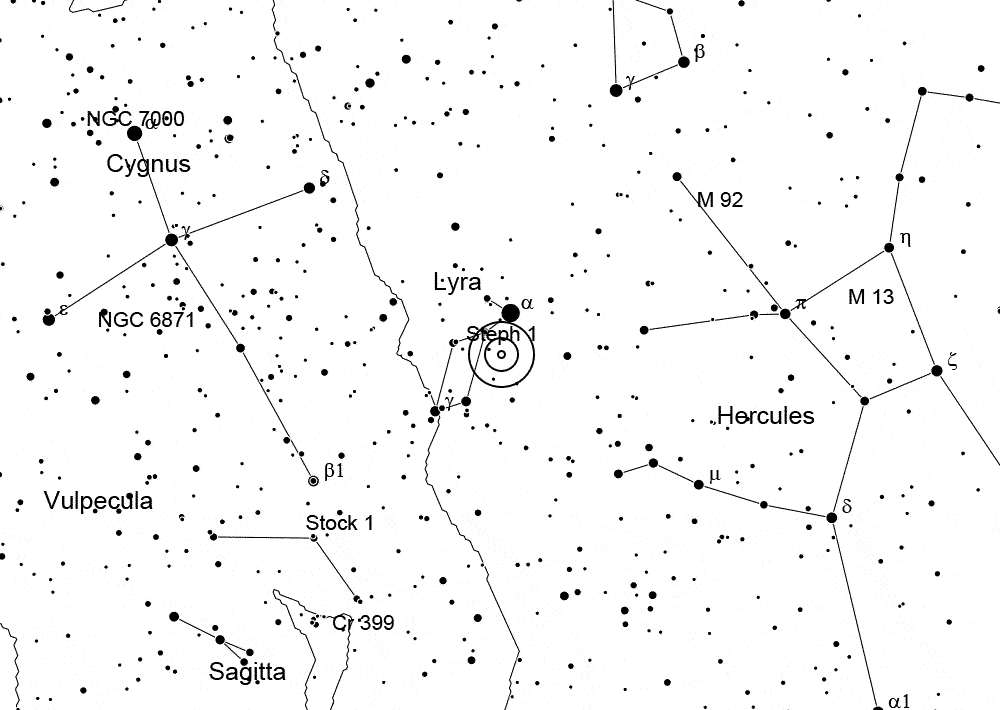 β
γ
NGC 7000
α
Cygnus
δ
M 92
γ
η
Lyra
M 13
ε
α
π
NGC 6871
Steph 1
ζ
γ
Hercules
β1
μ
Vulpecula
δ
Stock 1
Cr 399
Sagitta
α1